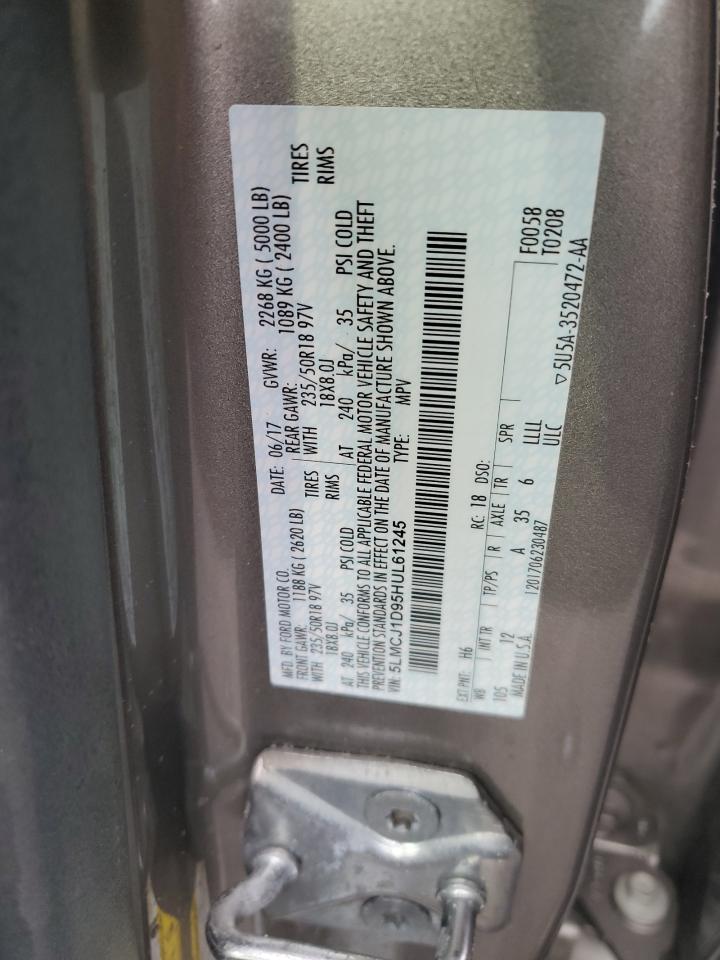 MFD. BY FORD MOTOR CO. DATE: 06/17 GVWR: 2268 KG ( 5000 LB)
FRONT GAWR: 1188 KG ( 2620 LB) REAR GAWR: 1089 KG ( 2400 LB)
WITH 235/50R18 97V TIRES WITH 235/50R18 97V TIRES
18X8.0J RIMS 18X8.0J RIMS
AT 240 kPa/ 35 PSI COLD AT 240 kPa/ 35 PSI COLD
THIS VEHICLE CONFORMS TO ALL APPLICABLE FEDERAL MOTOR VEHICLE SAFETY AND THEFT
PREVENTION STANDARDS IN EFFECT ON THE DATE OF MANUFACTURE SHOWN ABOVE.
VIN: 5LMCJ1D95HUL61245 TYPE: MPV
EXT PNT: H6 RC: 18 DSO: F0058
WB INT TR TP/PS R AXLE TR SPR T0208
105 12 A 35 6 LLLL
MADE IN U.S.A. 1201706230487 ULC ▽5U5A-3520472-AA